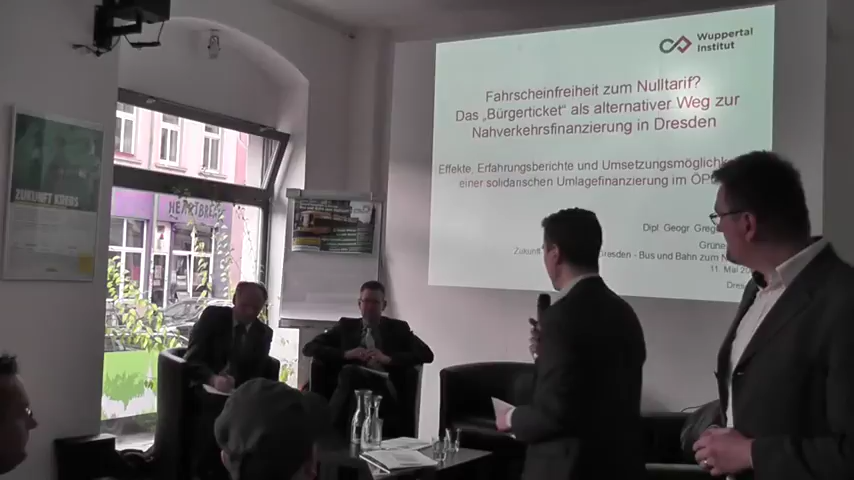 Wuppertal
Institut
Fahrscheinfreiheit zum Nulltarif?
Das „Bürgerticket" als alternativer Weg zur
Nahverkehrsfinanzierung in Dresden
Effekte, Erfahrungsberichte und Umsetzungsmöglichk
einer solidarischen Umlagefinanzierung im ÖP
Dipl. Geogr. Greg
Grüne
Zukunft
Dresden - Bus und Bahn zum N
11. Mai 20
Dres
ZUKUNFT KREBS
HEARTBREA